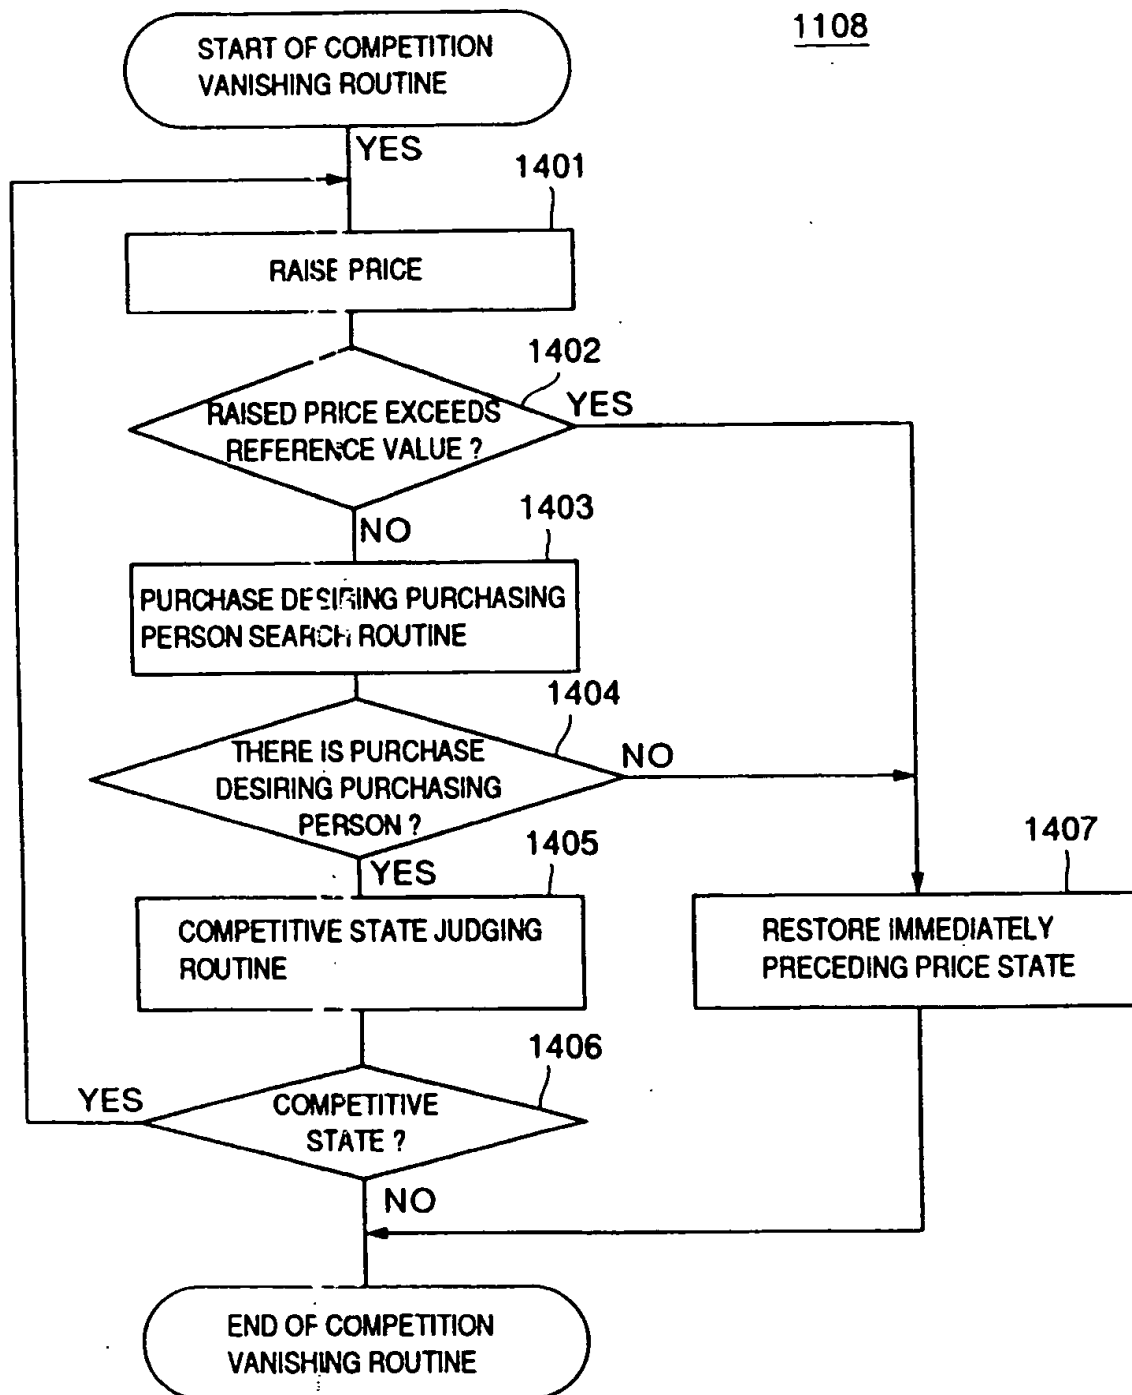 1108
START OF COMPETITION
VANISHING ROUTINE
YES
1401
RAISE PRICE
1402
RAISED PRICE EXCEEDS
REFERENCE VALUE ?
YES
NO
1403
PURCHASE DESIRING PURCHASING
PERSON SEARCH ROUTINE
1404
THERE IS PURCHASE
DESIRING PURCHASING
PERSON ?
NO
YES
1405
COMPETITIVE STATE JUDGING
ROUTINE
1407
RESTORE IMMEDIATELY
PRECEDING PRICE STATE
1406
COMPETITIVE
STATE ?
YES
NO
END OF COMPETITION
VANISHING ROUTINE